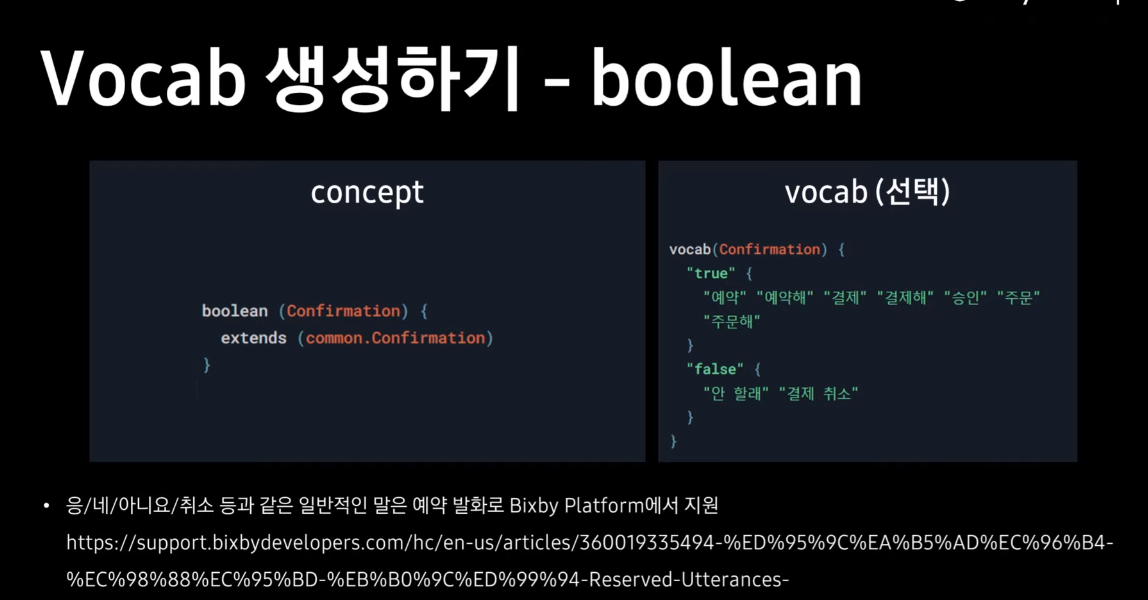 Vocab 생성하기 - boolean
concept
boolean (Confirmation) {
extends (common.Confirmation)
}
vocab (선택)
vocab(Confirmation) {
"true" {
"예약" "예약해" "결제" "결제해" "승인" "주문"
"주문해"
}
"false" {
"안 할래" "결제 취소"
}
}
• 응/네/아니요/취소 등과 같은 일반적인 말은 예약 발화로 Bixby Platform에서 지원
https://support.bixbydevelopers.com/hc/en-us/articles/360019335494-%ED%95%9C%EA%B5%AD%EC%96%B4-
%EC%98%88%EC%95%BD-%EB%B0%9C%ED%99%94-Reserved-Utterances-